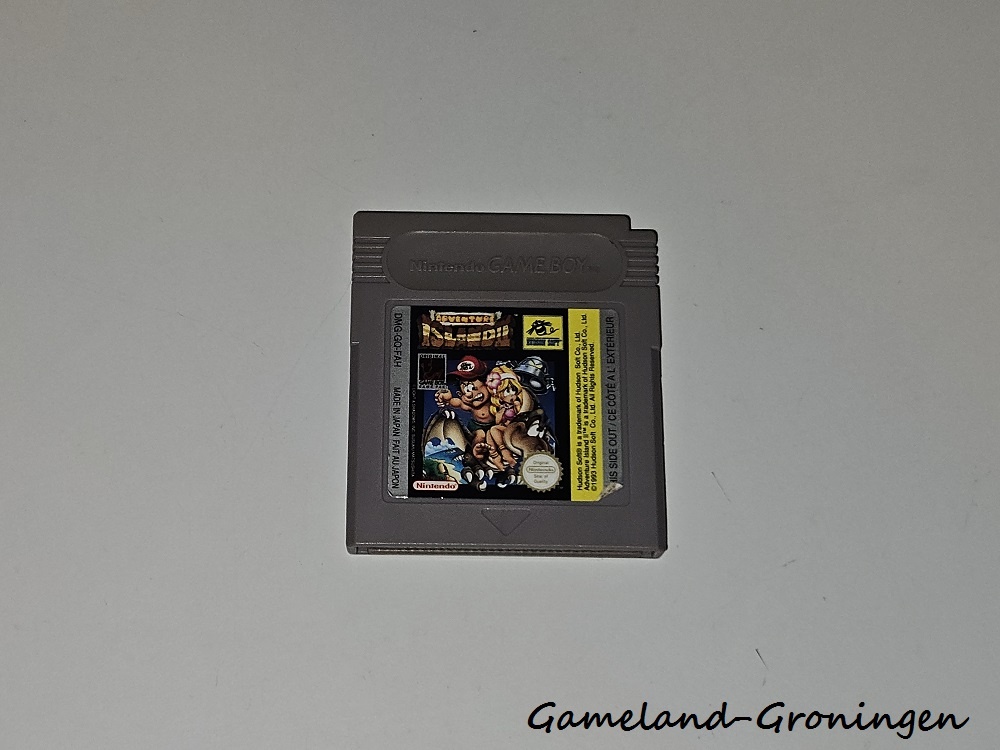 Nintendo GAME BOY TM
ADVENTURE
ISLAND II
HUDSON SOFT
DMG-GO-FAH MADE IN JAPAN FAIT AU JAPON
Nintendo
Original
Nintendo
Seal of
Quality
Hudson Soft® is a trademark of Hudson Soft Co., Ltd.
Adventure Island II™ is a trademark of Hudson Soft Co., Ltd.
©1993 Hudson Soft Co., Ltd. All Rights Reserved.
HIS SIDE OUT / CE CÔTÉ A L' EXTÉRIEUR
Gameland-Groningen